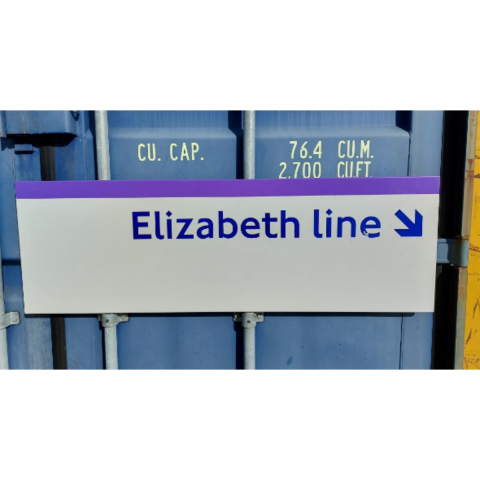 CU. CAP. 76.4 CU.M.
2.700 CU.FT.
Elizabeth line ↘